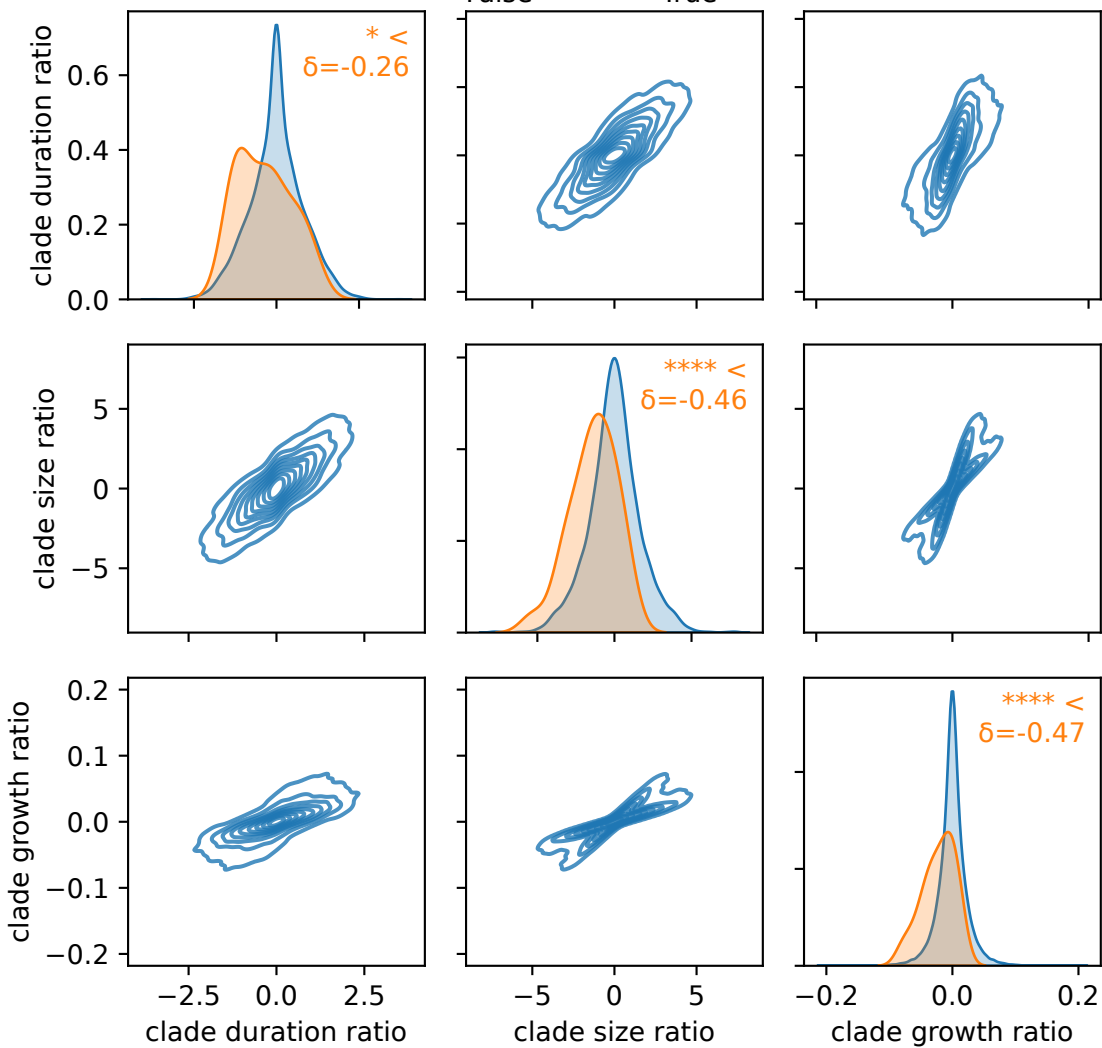 clade duration ratio
0.6
0.4
0.2
0.0
* <
δ=-0.26
clade size ratio
5
0
−5
**** <
δ=-0.46
clade growth ratio
0.2
0.1
0.0
−0.1
−0.2
**** <
δ=-0.47
−2.5 0.0 2.5
−5 0 5
−0.2 0.0 0.2
clade duration ratio
clade size ratio
clade growth ratio